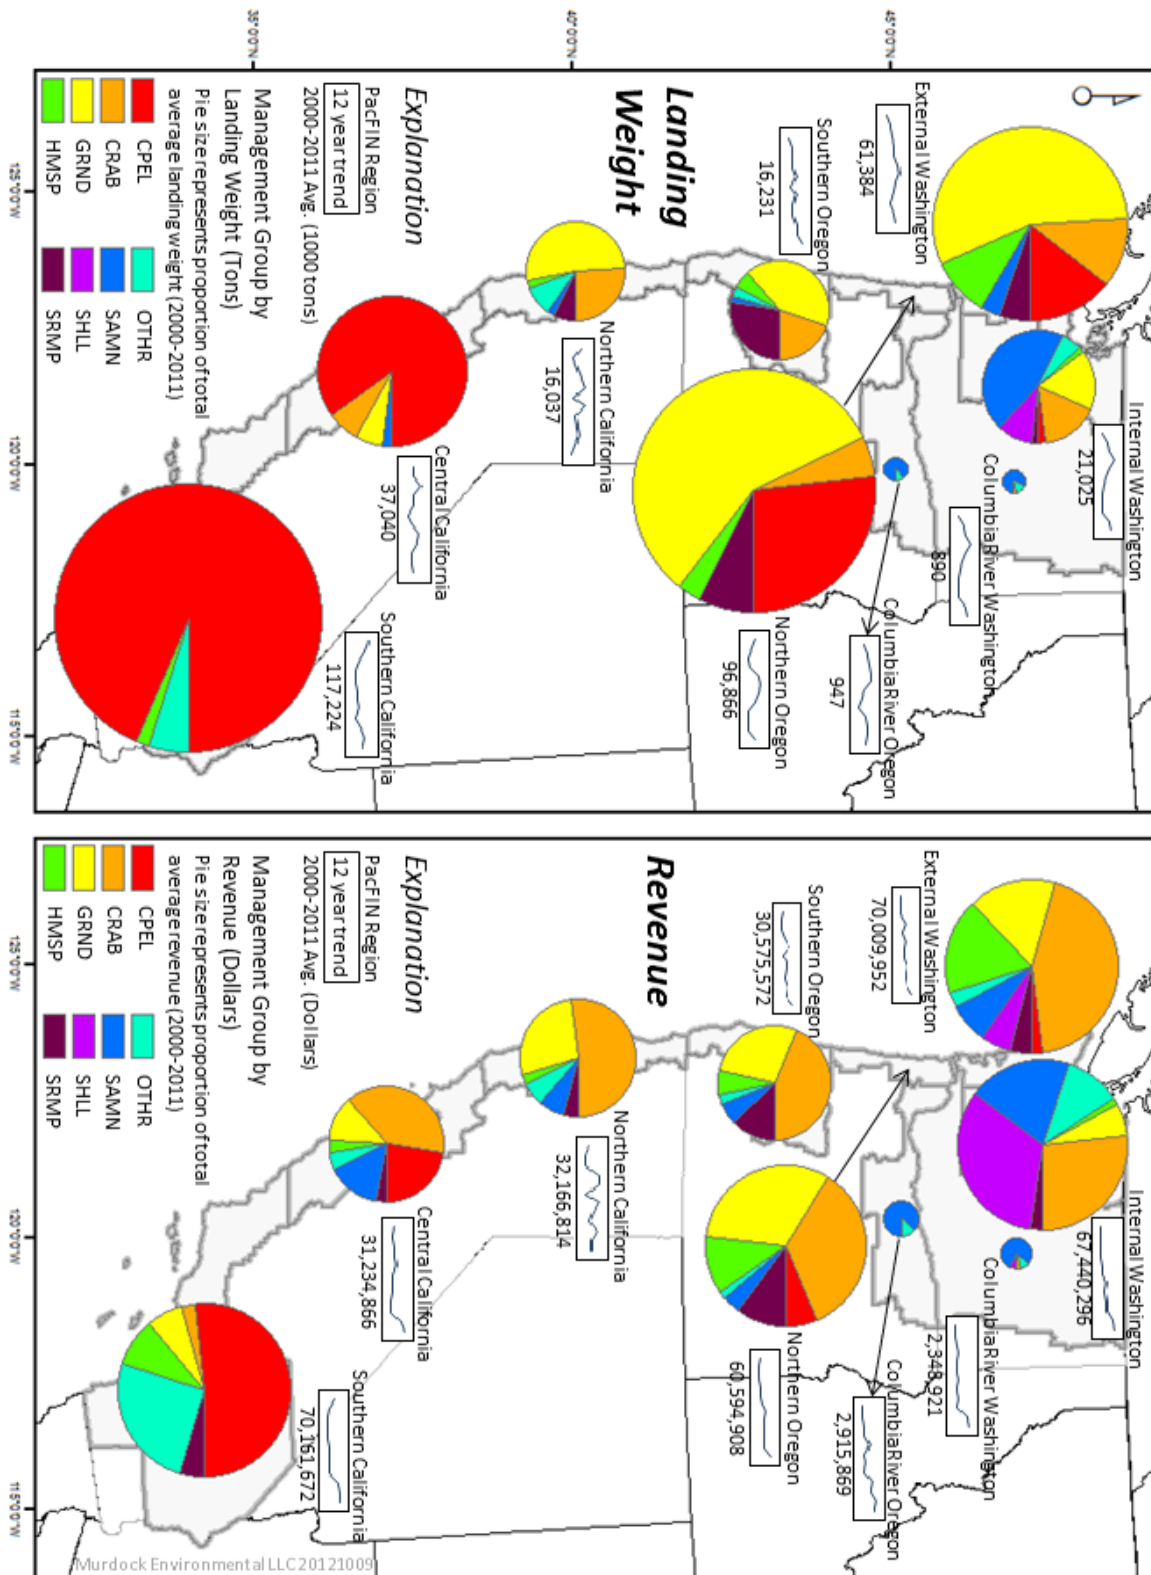 45°0'0"N
40°0'0"N
35°0'0"N
125°0'0"W
120°0'0"W
115°0'0"W
Landing
Weight
External Washington
61,384
Internal Washington
21,025
Columbia River Washington
890
Columbia River Oregon
947
Southern Oregon
16,231
Northern Oregon
96,866
Northern California
16,037
Central California
37,040
Southern California
117,224
Explanation
PacFIN Region
12 year trend
2000-2011 Avg. (1000 tons)
Management Group by
Landing Weight (Tons)
Pie size represents proportion of total
average landing weight (2000-2011)
CPEL OTHR
CRAB SAMN
GRND SHLL
HMSP SRMP
Revenue
External Washington
70,009,952
Internal Washington
67,440,296
Columbia River Washington
2,348,921
Columbia River Oregon
2,915,869
Southern Oregon
30,575,572
Northern Oregon
60,594,908
Northern California
32,166,814
Central California
31,234,866
Southern California
70,161,672
Explanation
PacFIN Region
12 year trend
2000-2011 Avg. (Dollars)
Management Group by
Revenue (Dollars)
Pie size represents proportion of total
average revenue (2000-2011)
CPEL OTHR
CRAB SAMN
GRND SHLL
HMSP SRMP
125°0'0"W
120°0'0"W
115°0'0"W
Murdock Environmental LLC 20121009